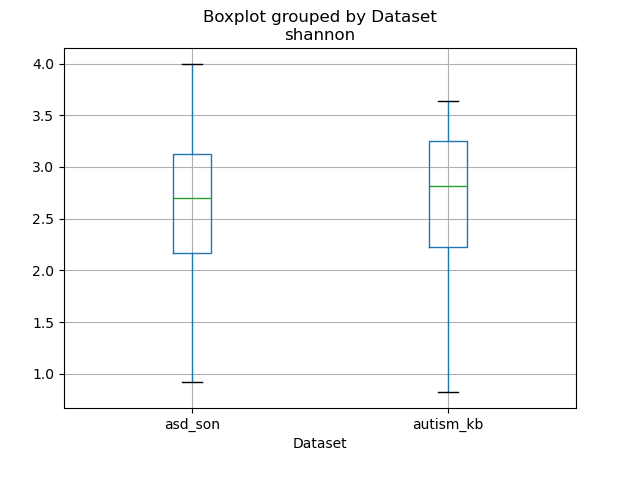 Boxplot grouped by Dataset
shannon
4.0
3.5
3.0
2.5
2.0
1.5
1.0
asd_son autism_kb
Dataset